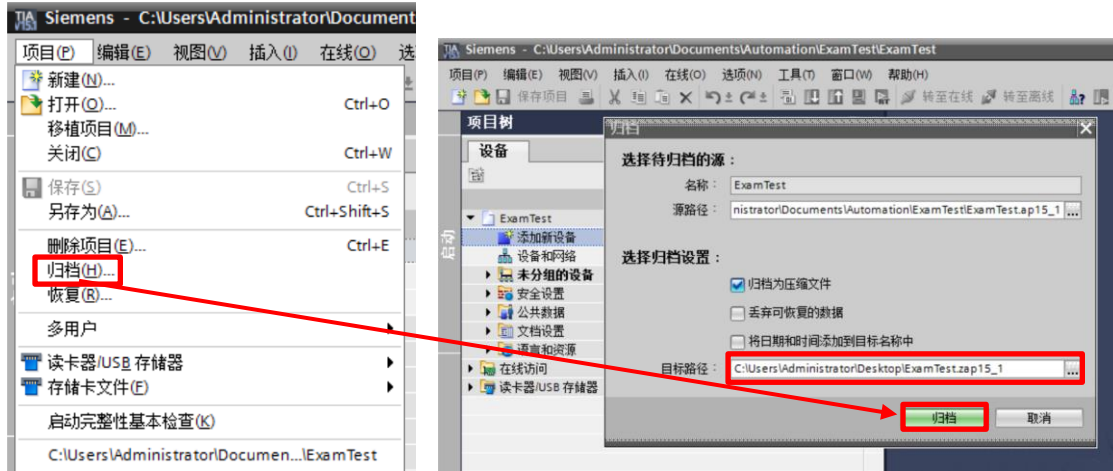 Siemens - C:\Users\Administrator\Document
项目(P) 编辑(E) 视图(V) 插入(I) 在线(O) 选
新建(N)...
打开(O)... Ctrl+O
移植项目(M)...
关闭(C) Ctrl+W
保存(S) Ctrl+S
另存为(A)... Ctrl+Shift+S
删除项目(E)... Ctrl+E
归档(H)...
恢复(R)...
多用户
读卡器/USB 存储器
存储卡文件(F)
启动完整性基本检查(K)
C:\Users\Administrator\Documen...\ExamTest
Siemens - C:\Users\Administrator\Documents\Automation\ExamTest\ExamTest
项目(P) 编辑(E) 视图(V) 插入(I) 在线(O) 选项(N) 工具(T) 窗口(W) 帮助(H)
保存项目 转至在线 转至离线
项目树
设备
启动
ExamTest
添加新设备
设备和网络
未分组的设备
安全设置
公共数据
文档设置
语言和资源
在线访问
读卡器/USB 存储器
归档
选择待归档的源：
名称： ExamTest
源路径： nistrator\Documents\Automation\ExamTest\ExamTest.ap15_1 ...
选择归档设置：
归档为压缩文件
丢弃可恢复的数据
将日期和时间添加到目标名称中
目标路径： C:\Users\Administrator\Desktop\ExamTest.zap15_1 ...
归档 取消